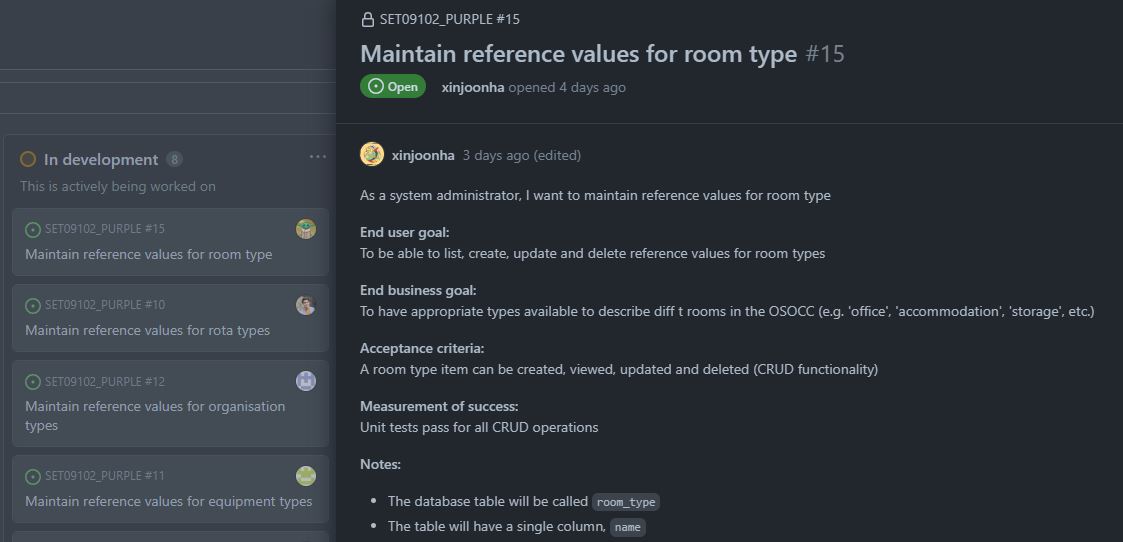 SET09102_PURPLE #15
Maintain reference values for room type #15
Open
xinjoonha opened 4 days ago
In development 8
This is actively being worked on
SET09102_PURPLE #15
Maintain reference values for room type
SET09102_PURPLE #10
Maintain reference values for rota types
SET09102_PURPLE #12
Maintain reference values for organisation
types
SET09102_PURPLE #11
Maintain reference values for equipment types
xinjoonha 3 days ago (edited)
As a system administrator, I want to maintain reference values for room type
End user goal:
To be able to list, create, update and delete reference values for room types
End business goal:
To have appropriate types available to describe diff t rooms in the OSOCC (e.g. 'office', 'accommodation', 'storage', etc.)
Acceptance criteria:
A room type item can be created, viewed, updated and deleted (CRUD functionality)
Measurement of success:
Unit tests pass for all CRUD operations
Notes:
• The database table will be called room_type
• The table will have a single column, name